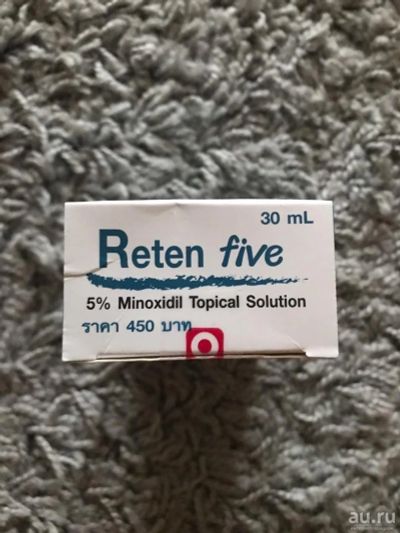 30 mL
Reten five
5% Minoxidil Topical Solution
ราคา 450 บาท
au.ru